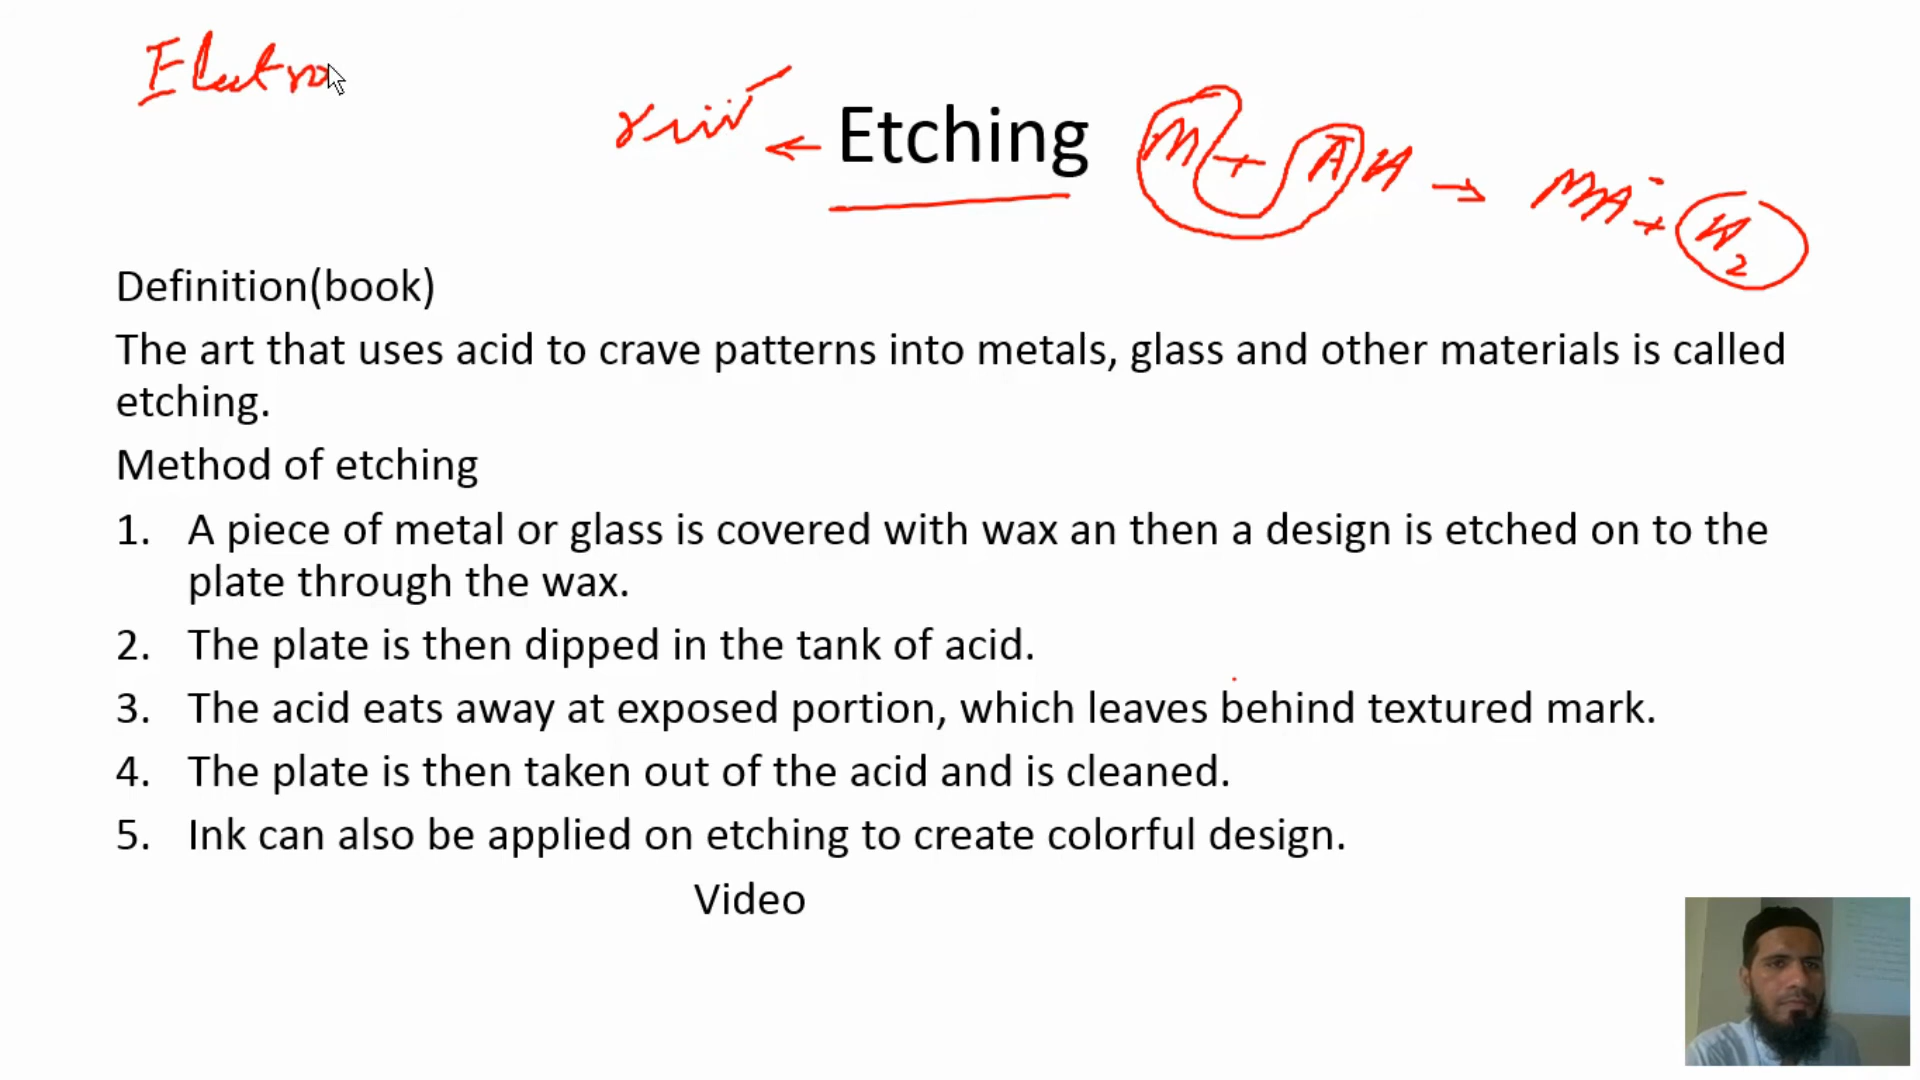 Electro
Etching
M + AH → MA + H2
Definition(book)
The art that uses acid to crave patterns into metals, glass and other materials is called
etching.
Method of etching
1. A piece of metal or glass is covered with wax an then a design is etched on to the
plate through the wax.
2. The plate is then dipped in the tank of acid.
3. The acid eats away at exposed portion, which leaves behind textured mark.
4. The plate is then taken out of the acid and is cleaned.
5. Ink can also be applied on etching to create colorful design.
Video